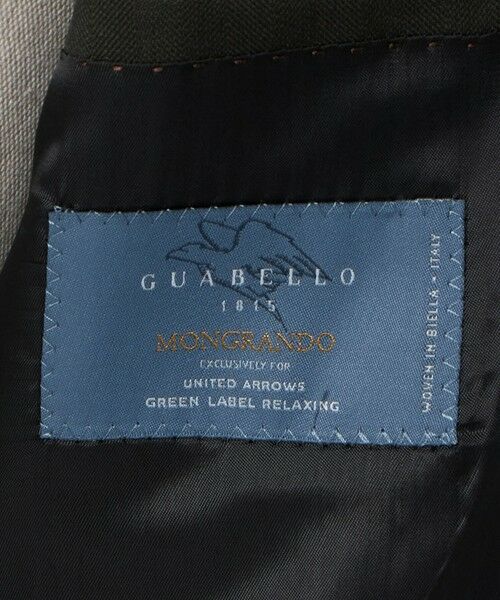 GUABELLO
1815
MONGRANDO
EXCLUSIVELY FOR
UNITED ARROWS
GREEN LABEL RELAXING
WOVEN IN BIELLA - ITALY